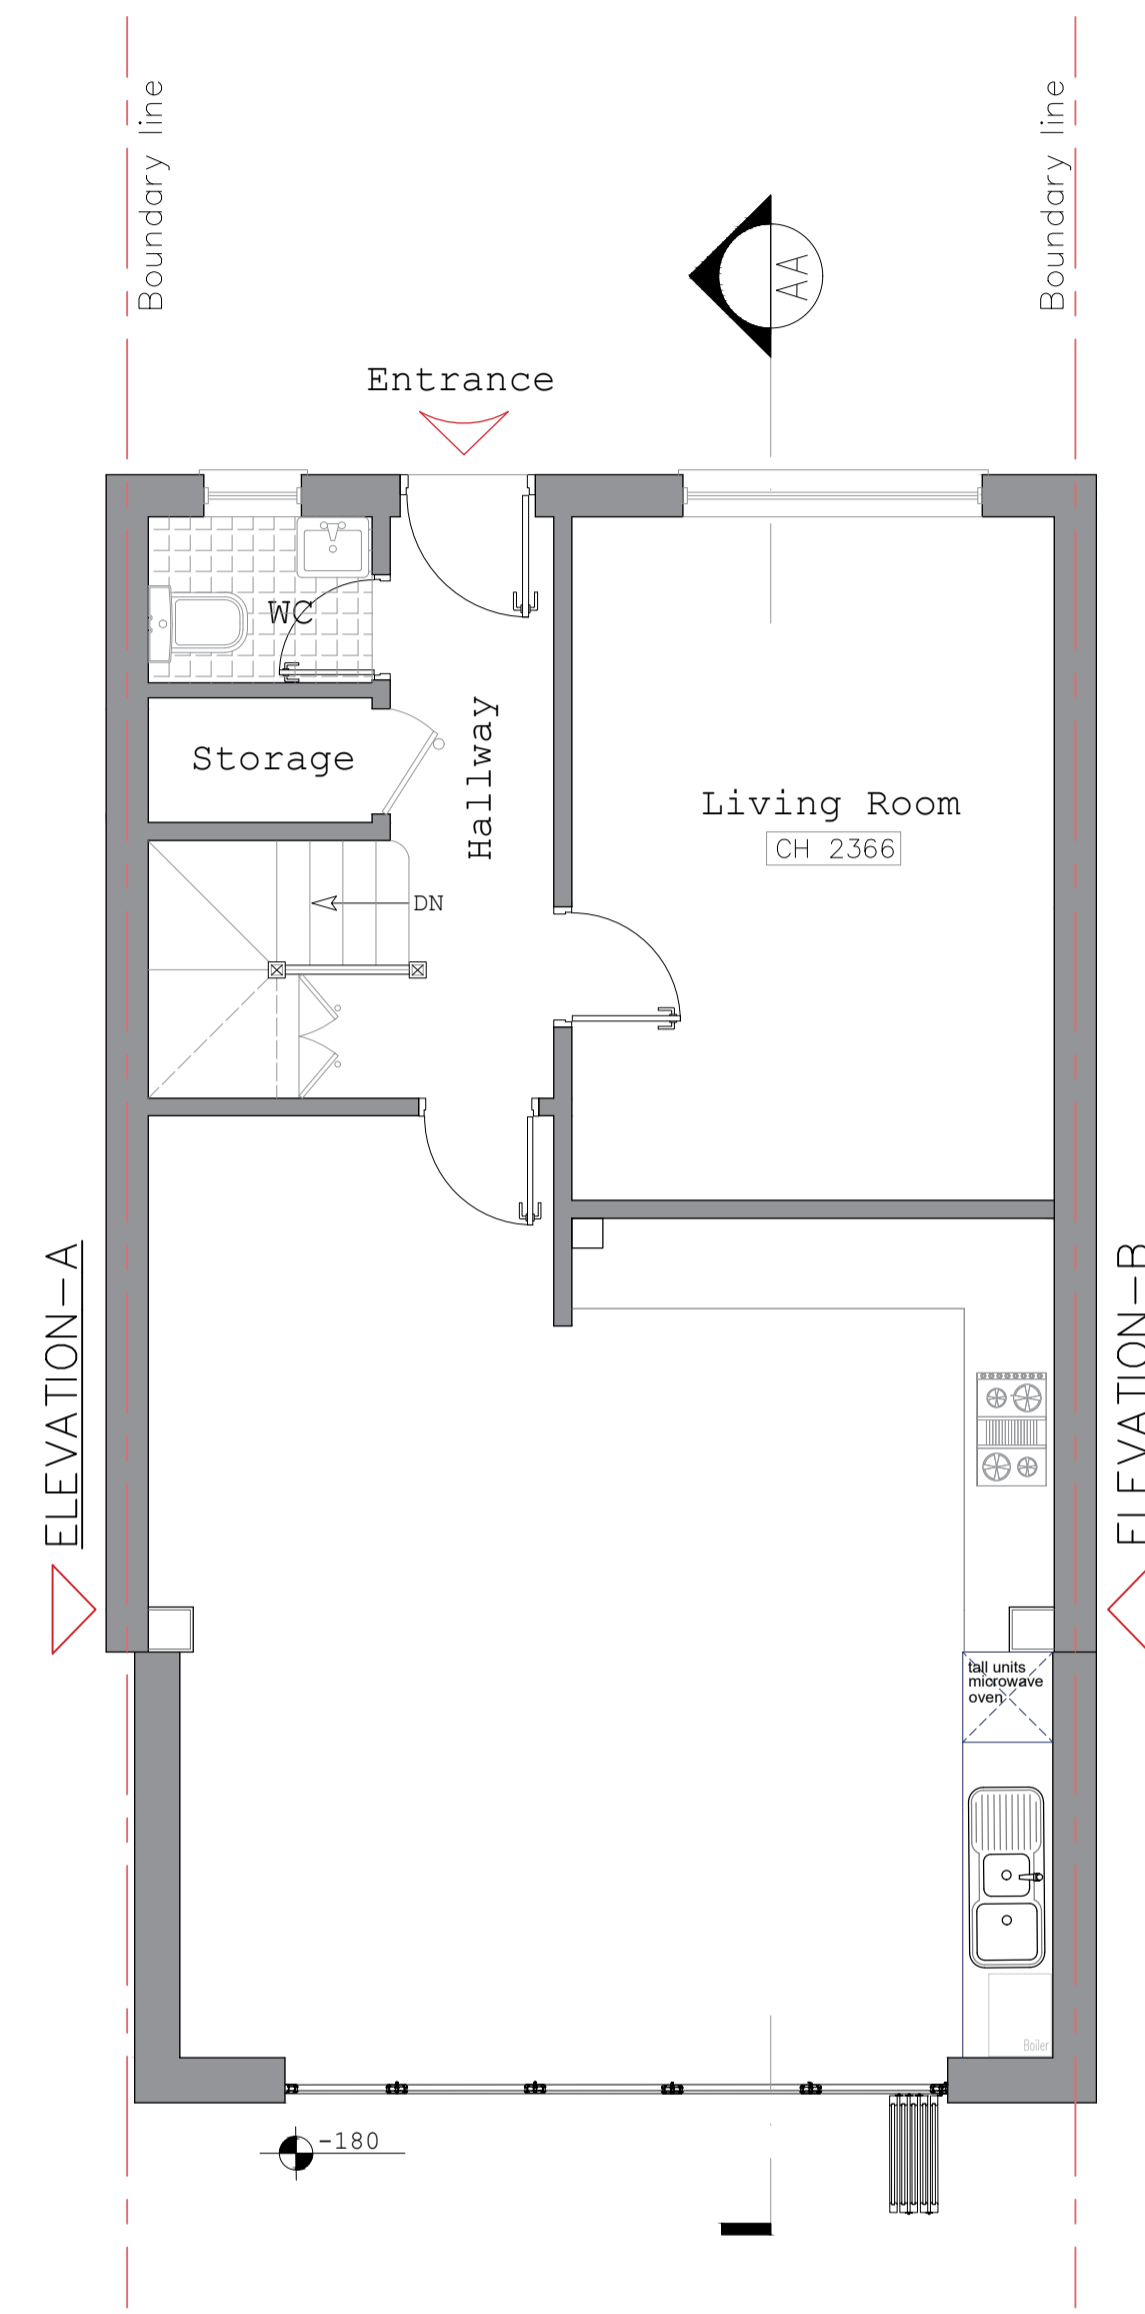 Boundary line
Boundary line
AA
Entrance
WC
Storage
Hallway
Living Room
CH 2366
DN
ELEVATION-A
ELEVATION-B
tall units
microwave
oven
Boiler
-180